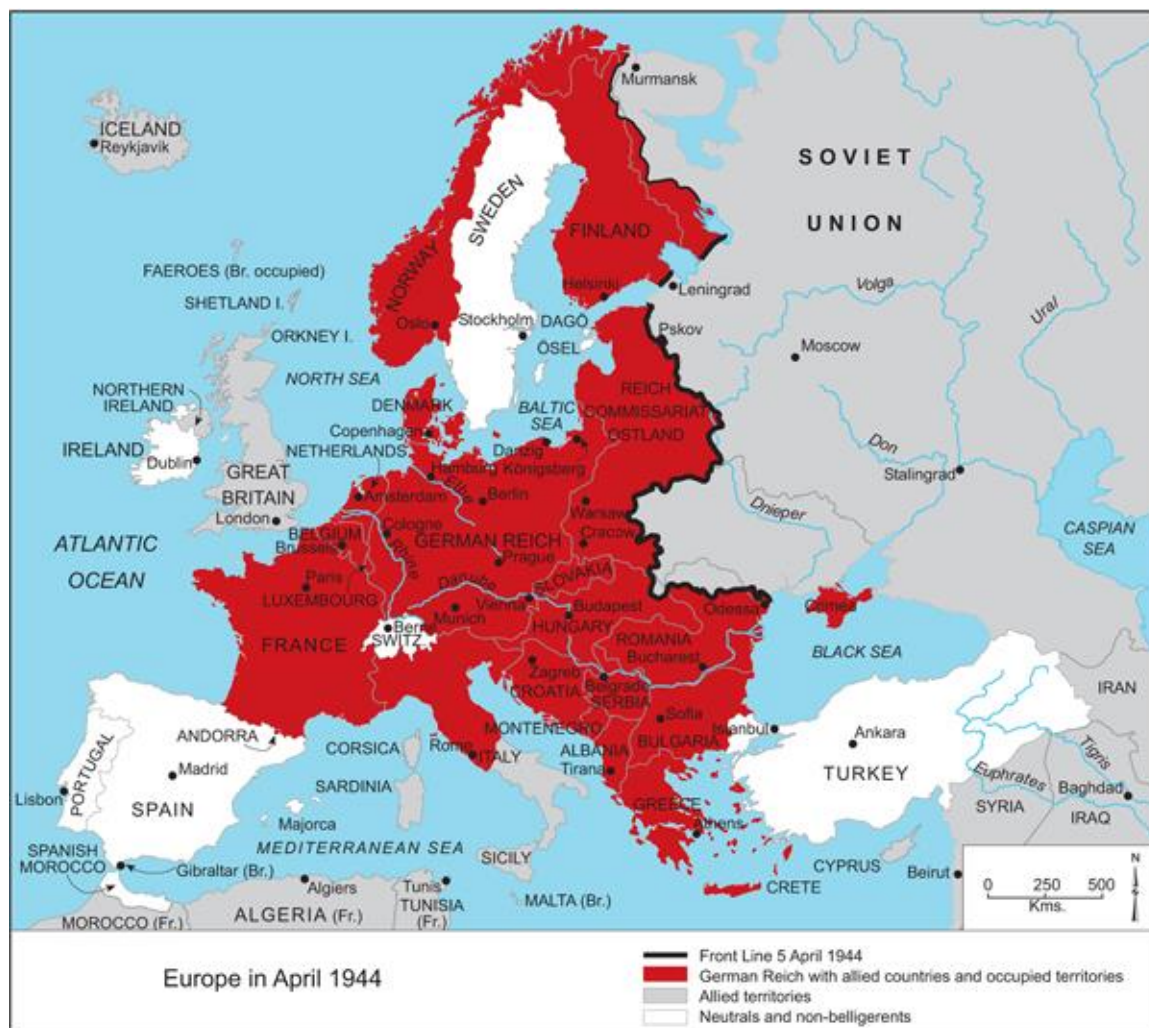 Murmansk
ICELAND
Reykjavik
SOVIET
UNION
SWEDEN
FINLAND
NORWAY
FAEROES (Br. occupied)
SHETLAND I.
ORKNEY I.
Helsinki
Leningrad
Volga
Ural
Oslo
Stockholm
DAGÖ
ÖSEL
Pskov
Moscow
NORTH SEA
NORTHERN
IRELAND
DENMARK
BALTIC
SEA
REICH
COMMISSARIAT
OSTLAND
Copenhagen
NETHERLANDS
IRELAND
Dublin
Danzig
Königsberg
Don
Stalingrad
GREAT
BRITAIN
Hamburg
Elbe
Berlin
Amsterdam
Warsaw
Dnieper
London
Cologne
Cracow
CASPIAN
SEA
ATLANTIC
OCEAN
BELGIUM
Brussels
Rhine
GERMAN REICH
Prague
Paris
LUXEMBOURG
SLOVAKIA
Danube
Vienna
Munich
Budapest
HUNGARY
Odessa
Crimea
Berne
SWITZ
FRANCE
ROMANIA
Bucharest
BLACK SEA
Zagreb
CROATIA
Belgrade
SERBIA
IRAN
MONTENEGRO
Sofia
BULGARIA
Istanbul
Ankara
ANDORRA
CORSICA
Rome
ITALY
ALBANIA
Tirana
TURKEY
Tigris
Euphrates
PORTUGAL
Madrid
Lisbon
SPAIN
SARDINIA
GREECE
Athens
SYRIA
Baghdad
IRAQ
Majorca
MEDITERRANEAN SEA
SPANISH
MOROCCO
Gibraltar (Br.)
SICILY
CYPRUS
Beirut
Algiers
Tunis
TUNISIA
(Fr.)
MALTA (Br.)
CRETE
MOROCCO (Fr.)
ALGERIA (Fr.)
N
0 250 500
Kms.
Europe in April 1944
Front Line 5 April 1944
German Reich with allied countries and occupied territories
Allied territories
Neutrals and non-belligerents